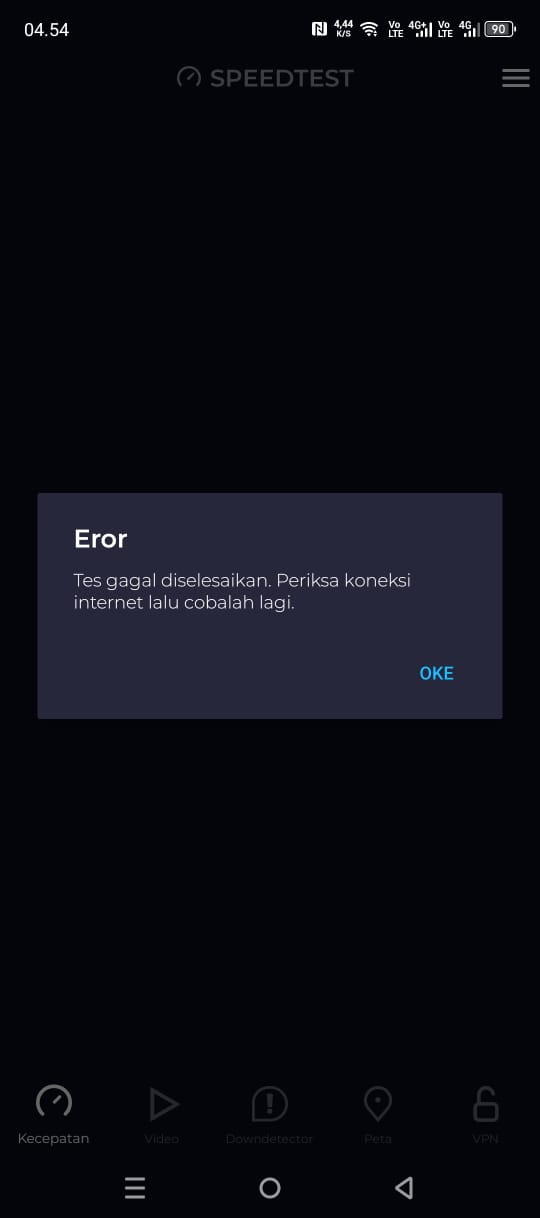 04.54
4,44 K/S Vo LTE 4G+ Vo LTE 4G 90
SPEEDTEST
Eror
Tes gagal diselesaikan. Periksa koneksi
internet lalu cobalah lagi.
OKE
Kecepatan Video Downdetector Peta VPN